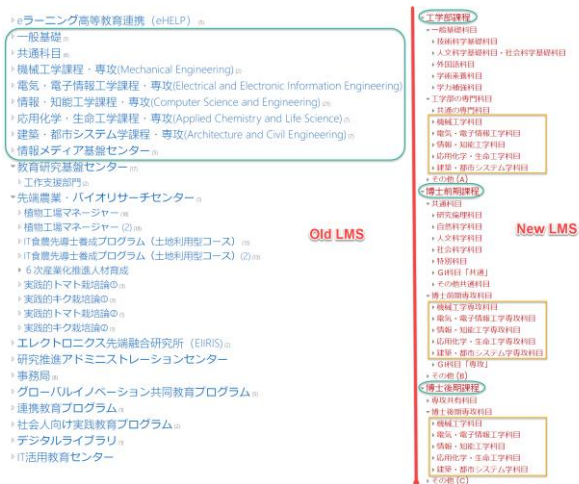 eラーニング高等教育連携（eHELP）
一般基礎
共通科目
機械工学課程・専攻(Mechanical Engineering)
電気・電子情報工学課程・専攻(Electrical and Electronic Information Engineering)
情報・知能工学課程・専攻(Computer Science and Engineering)
応用化学・生命工学課程・専攻(Applied Chemistry and Life Science)
建築・都市システム学課程・専攻(Architecture and Civil Engineering)
情報メディア基盤センター
教育研究基盤センター
工作支援部門
先端農業・バイオリサーチセンター
植物工場マネージャー
植物工場マネージャー (2)
IT食農先導士養成プログラム（土地利用型コース）
IT食農先導士養成プログラム（土地利用型コース）(2)
６次産業化推進人材育成
実践的トマト栽培論①
実践的キク栽培論①
実践的トマト栽培論①
実践的キク栽培論①
エレクトロニクス先端融合研究所（EIIRIS）
研究推進アドミニストレーションセンター
事務局
グローバルイノベーション共同教育プログラム
連携教育プログラム
社会人向け実践教育プログラム
デジタルライブラリ
IT活用教育センター
Old LMS
工学部課程
一般基礎科目
技術科学基礎科目
人文科学基礎科目・社会科学基礎科目
外国語科目
学術素養科目
学力補強科目
工学部の専門科目
共通の専門科目
機械工学科目
電気・電子情報工学科目
情報・知能工学科目
応用化学・生命工学科目
建築・都市システム学科目
その他 (A)
博士前期課程
共通科目
研究倫理科目
自然科学科目
人文科学科目
社会科学科目
特別科目
GI科目「共通」
その他共通科目
博士前期専攻科目
機械工学専攻科目
電気・電子情報工学専攻科目
情報・知能工学専攻科目
応用化学・生命工学専攻科目
建築・都市システム学専攻科目
GI科目「専攻」
その他 (B)
博士後期課程
専攻共有科目
博士後期専攻科目
機械工学科目
電気・電子情報工学科目
情報・知能工学科目
応用化学・生命工学科目
建築・都市システム学科目
その他 (C)
New LMS